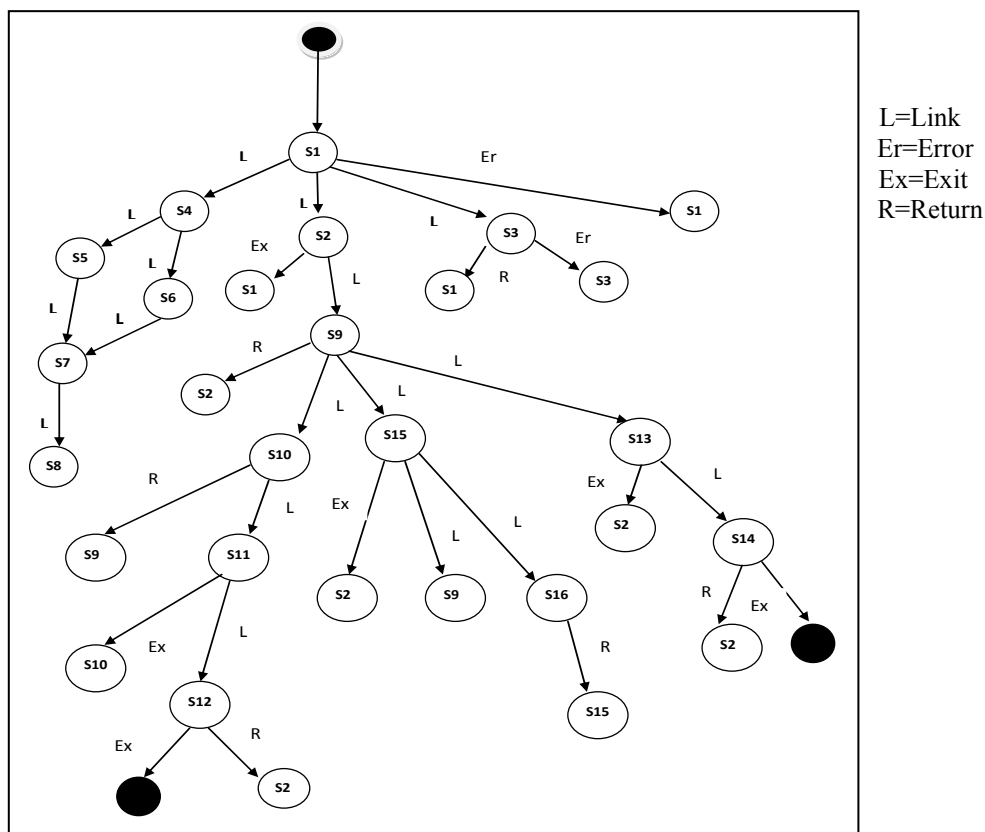 S1
L
Er
L=Link
Er=Error
Ex=Exit
R=Return
S4
L
L
S1
L
S2
L
S3
Er
S5
Ex
L
S1
L
S1
R
S3
L
S6
L
L
S9
S7
R
L
S2
L
L
L
S15
S13
S8
S10
R
Ex
L
L
Ex
L
S2
S9
S11
L
S14
S2
S9
S16
R
Ex
S10
Ex
L
R
S2
S12
S15
Ex
R
S2